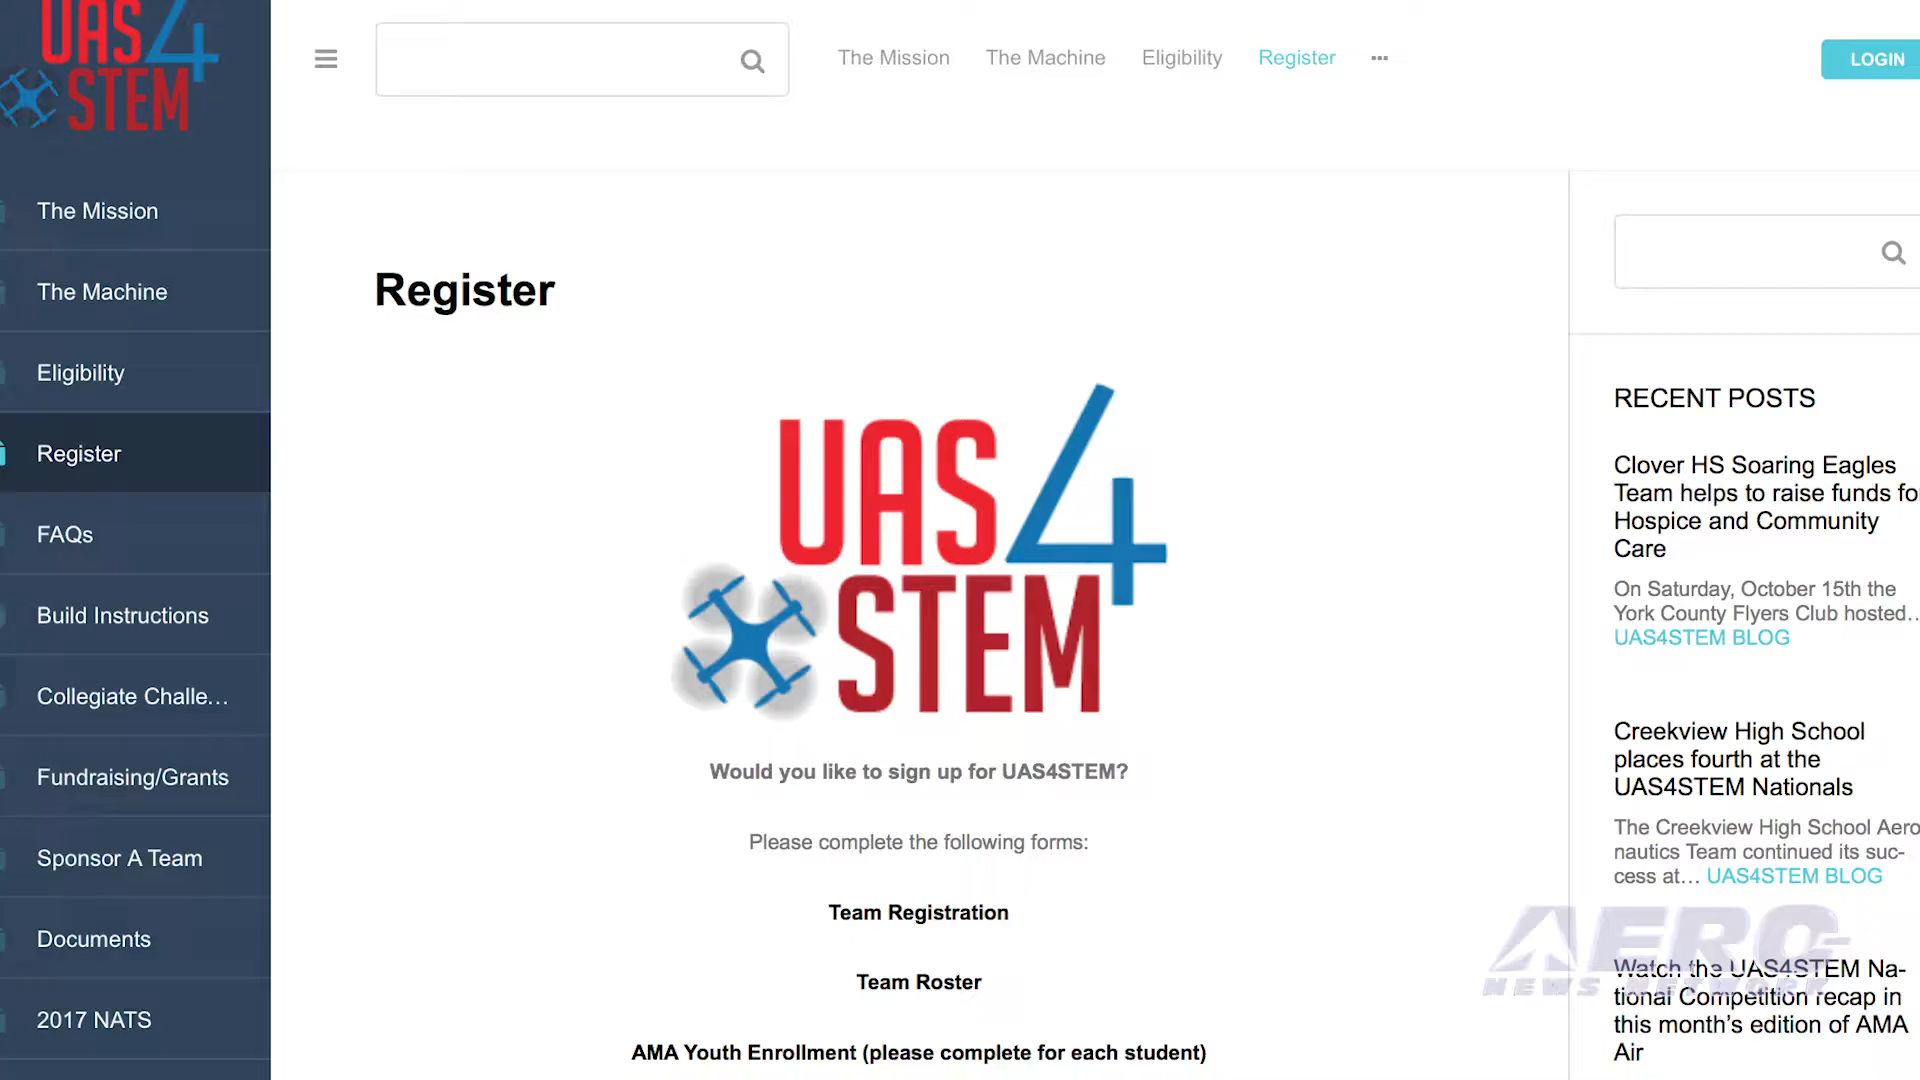 UAS4
STEM
The Mission
The Machine
Eligibility
Register
•••
LOGIN
The Mission
The Machine
Eligibility
Register
FAQs
Build Instructions
Collegiate Challe…
Fundraising/Grants
Sponsor A Team
Documents
2017 NATS
Register
UAS4
STEM
Would you like to sign up for UAS4STEM?
Please complete the following forms:
Team Registration
Team Roster
AMA Youth Enrollment (please complete for each student)
RECENT POSTS
Clover HS Soaring Eagles
Team helps to raise funds for
Hospice and Community
Care
On Saturday, October 15th the
York County Flyers Club hosted…
UAS4STEM BLOG
Creekview High School
places fourth at the
UAS4STEM Nationals
The Creekview High School Aero
nautics Team continued its suc-
cess at… UAS4STEM BLOG
Watch the UAS4STEM Na-
tional Competition recap in
this month’s edition of AMA
Air
AERO-
NEWS NETWORK